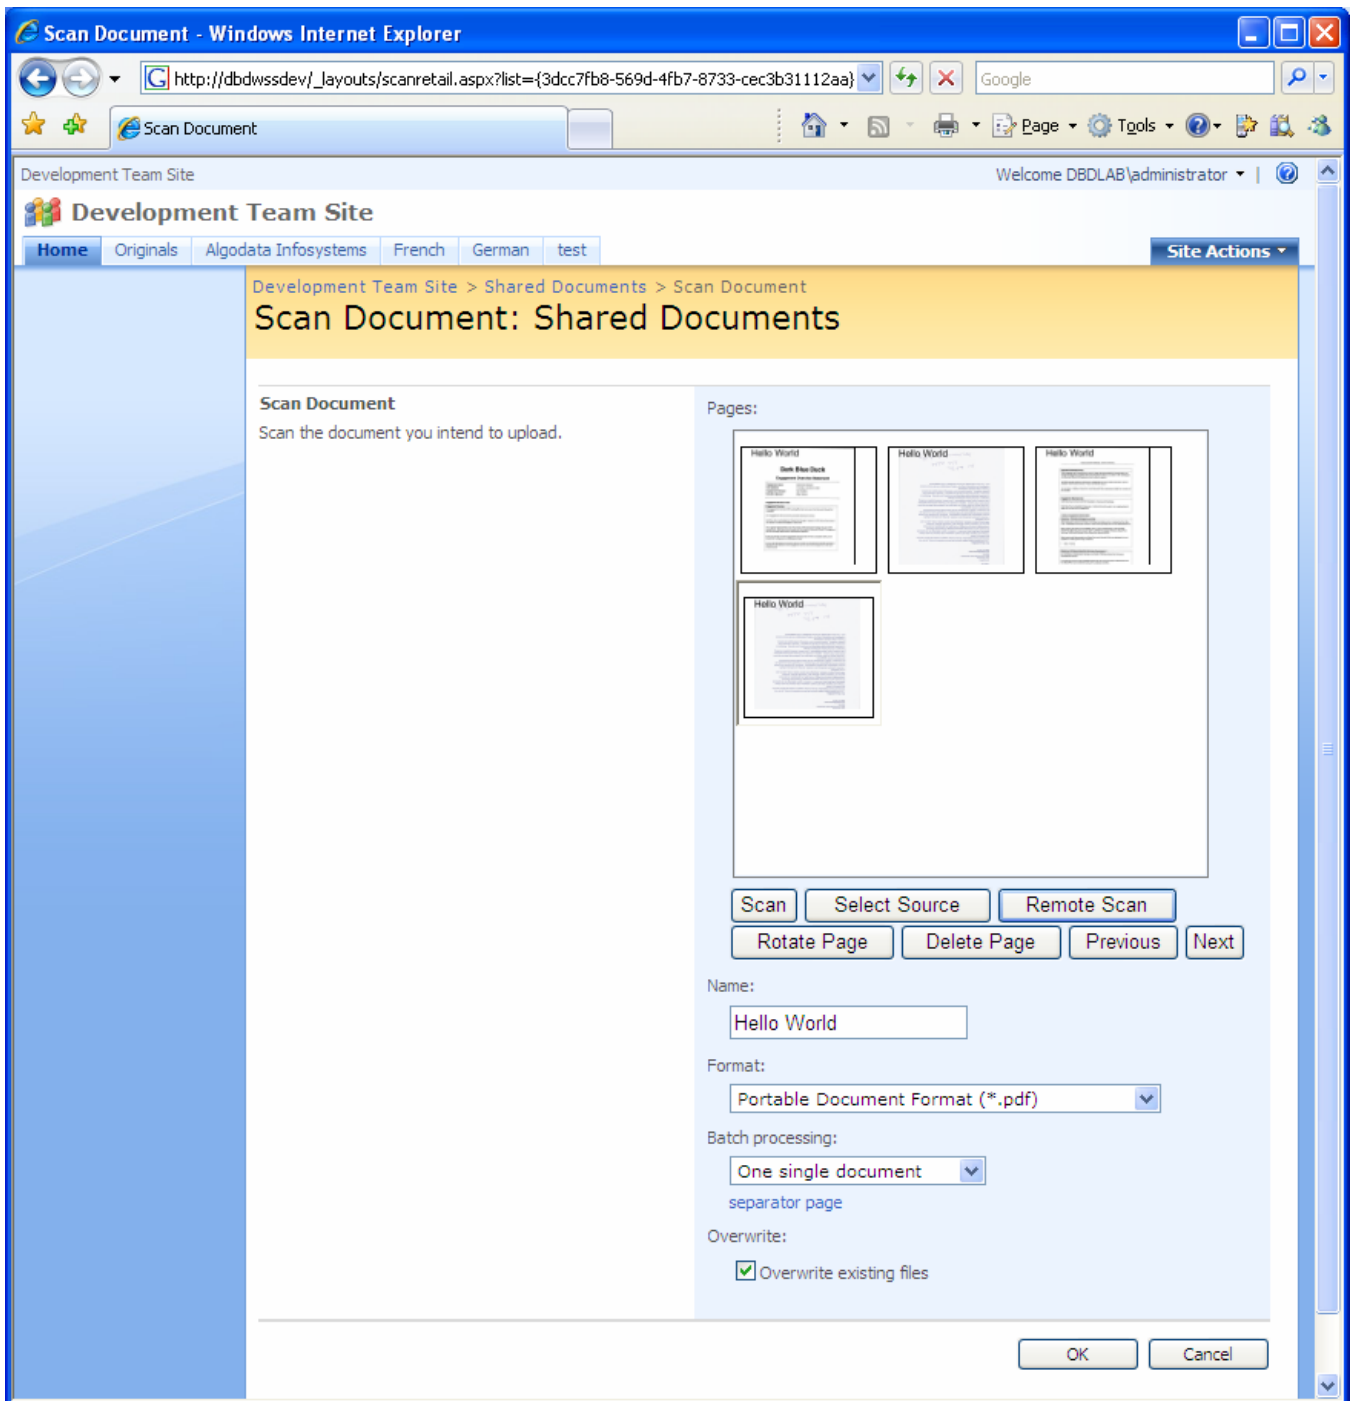 Scan Document - Windows Internet Explorer
http://dbdwssdev/_layouts/scanretail.aspx?list={3dcc7fb8-569d-4fb7-8733-cec3b31112aa}
Google
Scan Document
Page
Tools
Development Team Site
Welcome DBDLAB\administrator
Development Team Site
Home Originals Algodata Infosystems French German test
Site Actions
Development Team Site > Shared Documents > Scan Document
Scan Document: Shared Documents
Scan Document
Scan the document you intend to upload.
Pages:
Hello World
Dark Blue Duck
Hello World
Hello World
Hello World
Scan Select Source Remote Scan
Rotate Page Delete Page Previous Next
Name:
Hello World
Format:
Portable Document Format (*.pdf)
Batch processing:
One single document
separator page
Overwrite:
Overwrite existing files
OK Cancel